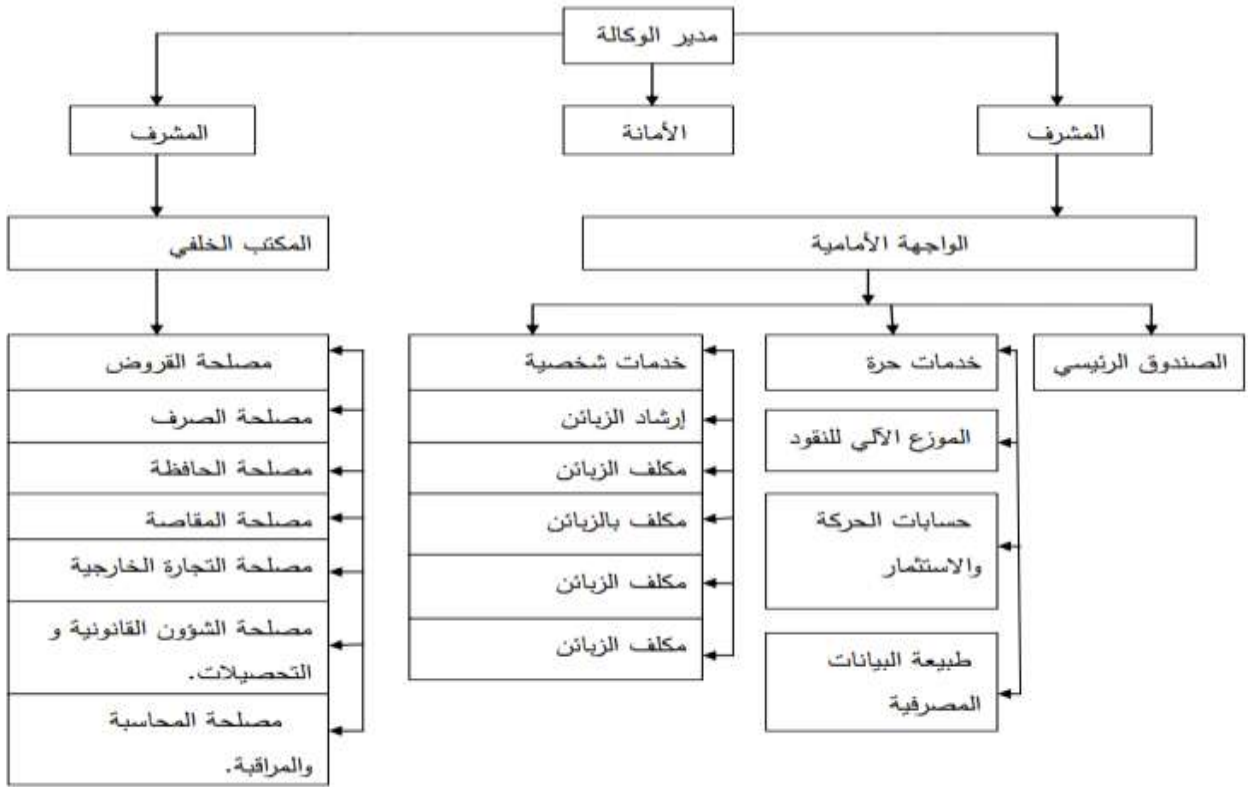 مدير الوكالة
المشرف
الأمانة
المشرف
الواجهة الأمامية
المكتب الخلفي
الصندوق الرئيسي
خدمات حرة
الموزع الآلي للنقود
حسابات الحركة
والاستثمار
طبيعة البيانات
المصرفية
خدمات شخصية
إرشاد الزبائن
مكلف الزبائن
مكلف بالزبائن
مكلف الزبائن
مكلف الزبائن
مصلحة القروض
مصلحة الصرف
مصلحة الحافظة
مصلحة المقاصة
مصلحة التجارة الخارجية
مصلحة الشؤون القانونية و
التحصيلات.
مصلحة المحاسبة
والمراقبة.